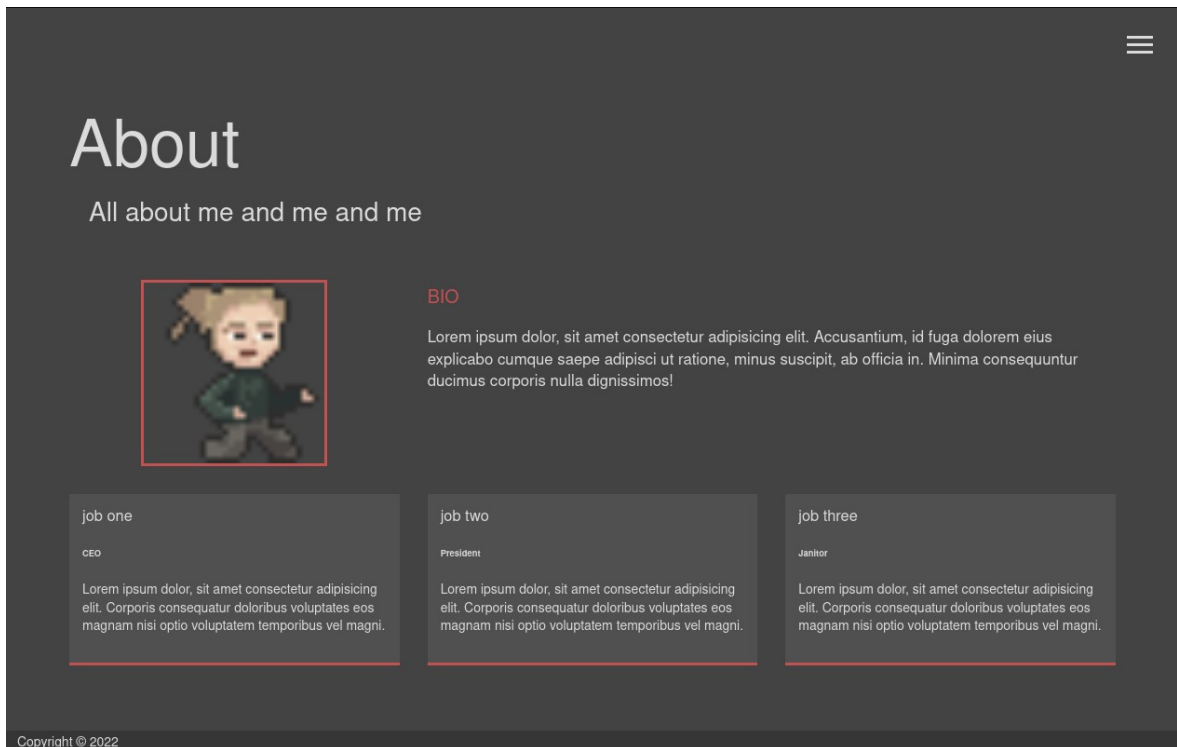 About
All about me and me and me
BIO
Lorem ipsum dolor, sit amet consectetur adipisicing elit. Accusantium, id fuga dolorem eius
explicabo cumque saepe adipisci ut ratione, minus suscipit, ab officia in. Minima consequuntur
ducimus corporis nulla dignissimos!
job one
CEO
Lorem ipsum dolor, sit amet consectetur adipisicing
elit. Corporis consequatur doloribus voluptates eos
magnam nisi optio voluptatem temporibus vel magni.
job two
President
Lorem ipsum dolor, sit amet consectetur adipisicing
elit. Corporis consequatur doloribus voluptates eos
magnam nisi optio voluptatem temporibus vel magni.
job three
Janitor
Lorem ipsum dolor, sit amet consectetur adipisicing
elit. Corporis consequatur doloribus voluptates eos
magnam nisi optio voluptatem temporibus vel magni.
Copyright © 2022